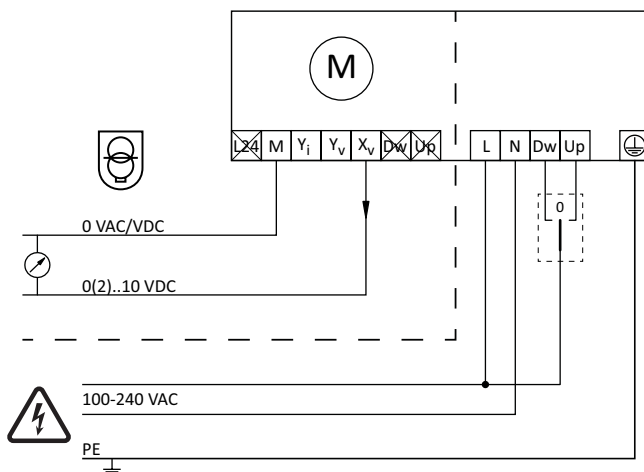 M
L24 M Yi Yv Xv Dw Up L N Dw Up
0
0 VAC/VDC
0(2)..10 VDC
100-240 VAC
PE